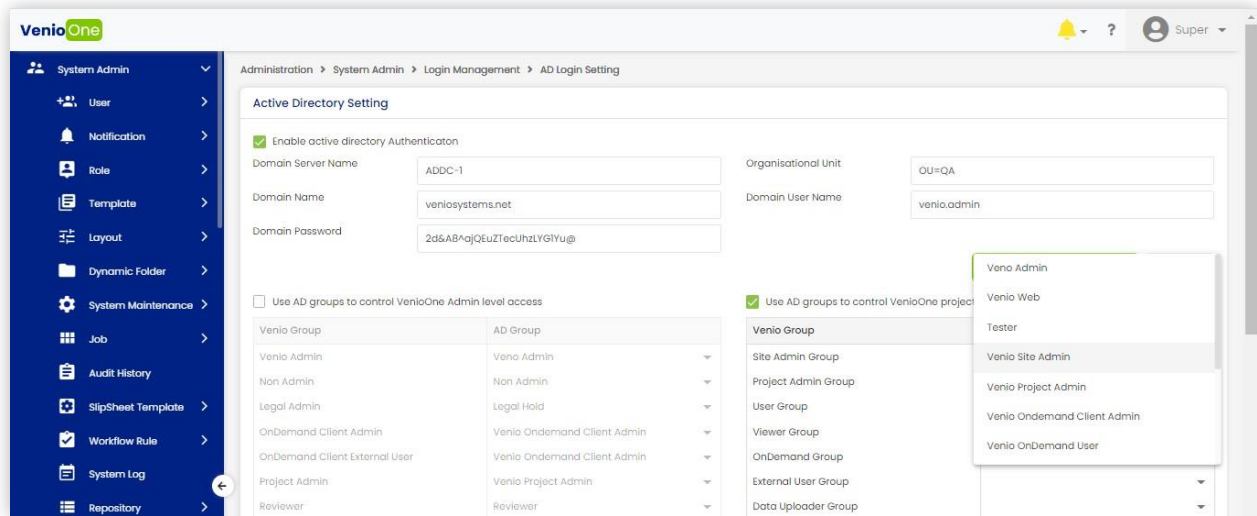 VenioOne
? Super
System Admin
User
Notification
Role
Template
Layout
Dynamic Folder
System Maintenance
Job
Audit History
SlipSheet Template
Workflow Rule
System Log
Repository
Administration > System Admin > Login Management > AD Login Setting
Active Directory Setting
Enable active directory Authenticaton
Domain Server Name ADDC-1 Organisational Unit OU=QA
Domain Name veniosystems.net Domain User Name venio.admin
Domain Password 2d&A8^ajQEuZTecUhzLYG1Yu@
Use AD groups to control VenioOne Admin level access
Venio Group AD Group
Venio Admin Veno Admin
Non Admin Non Admin
Legal Admin Legal Hold
OnDemand Client Admin Venio Ondemand Client Admin
OnDemand Client External User Venio Ondemand Client Admin
Project Admin Venio Project Admin
Reviewer Reviewer
Use AD groups to control VenioOne project
Venio Group
Site Admin Group
Project Admin Group
User Group
Viewer Group
OnDemand Group
External User Group
Data Uploader Group
Veno Admin
Venio Web
Tester
Venio Site Admin
Venio Project Admin
Venio Ondemand Client Admin
Venio OnDemand User